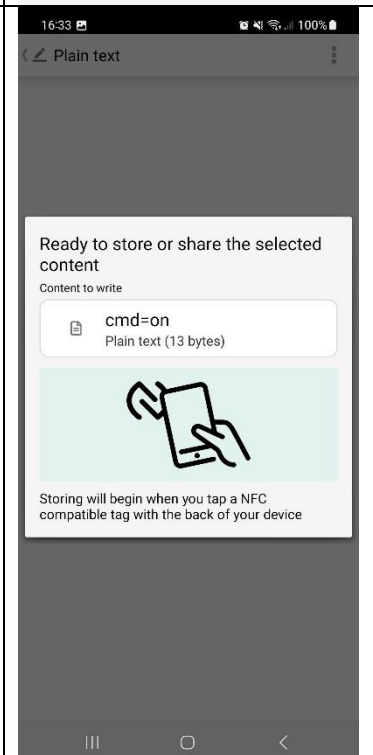 16:33 100%
Plain text
Ready to store or share the selected
content
Content to write
cmd=on
Plain text (13 bytes)
Storing will begin when you tap a NFC
compatible tag with the back of your device